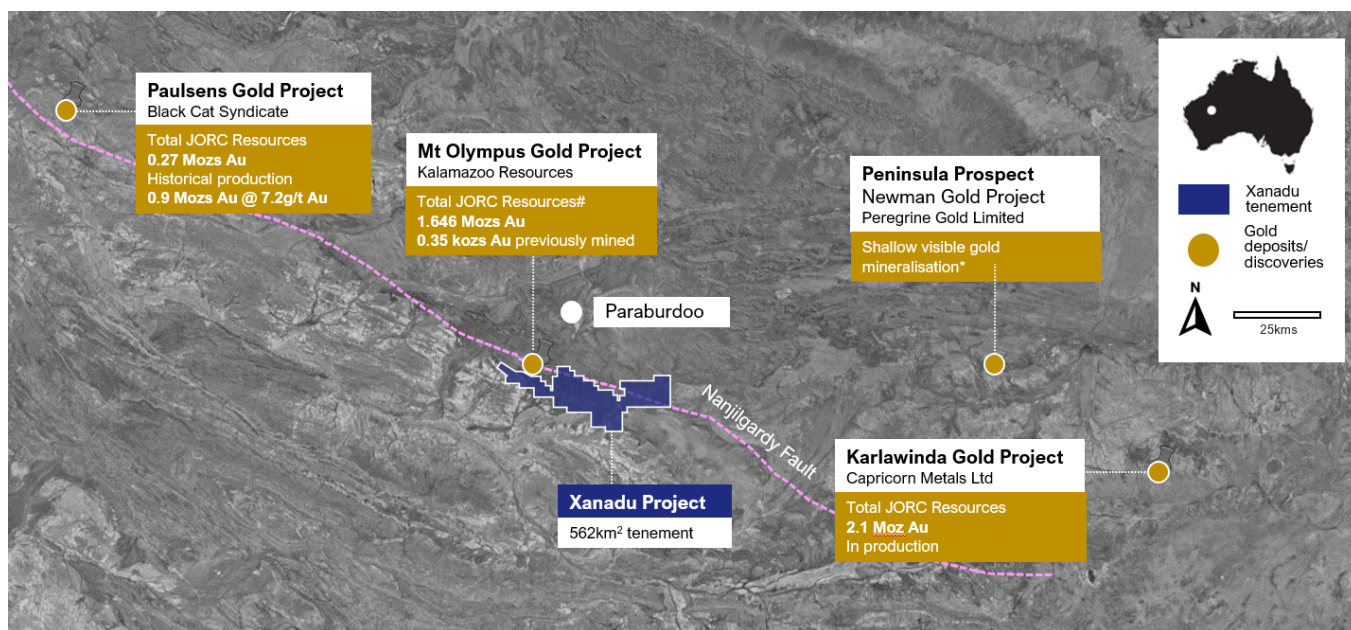 Paulsens Gold Project
Black Cat Syndicate
Total JORC Resources
0.27 Mozs Au
Historical production
0.9 Mozs Au @ 7.2g/t Au
Mt Olympus Gold Project
Kalamazoo Resources
Total JORC Resources#
1.646 Mozs Au
0.35 kozs Au previously mined
Peninsula Prospect
Newman Gold Project
Peregrine Gold Limited
Shallow visible gold
mineralisation*
Xanadu
tenement
Gold
deposits/
discoveries
N
25kms
Paraburdoo
Nanjilgardy Fault
Karlawinda Gold Project
Capricorn Metals Ltd
Total JORC Resources
2.1 Moz Au
In production
Xanadu Project
562km² tenement